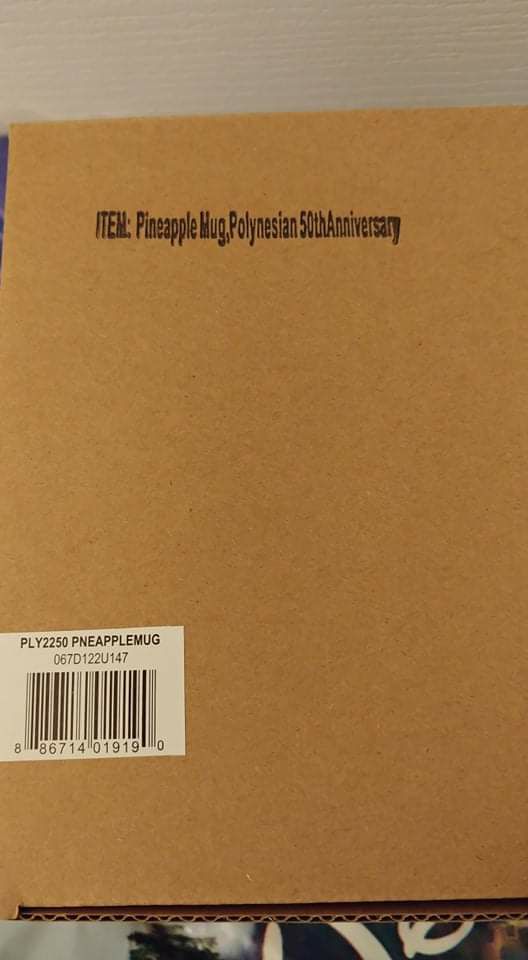 ITEM: Pineapple Mug,Polynesian 50thAnniversary
PLY2250 PNEAPPLEMUG
067D122U147
8 86714 01919 0